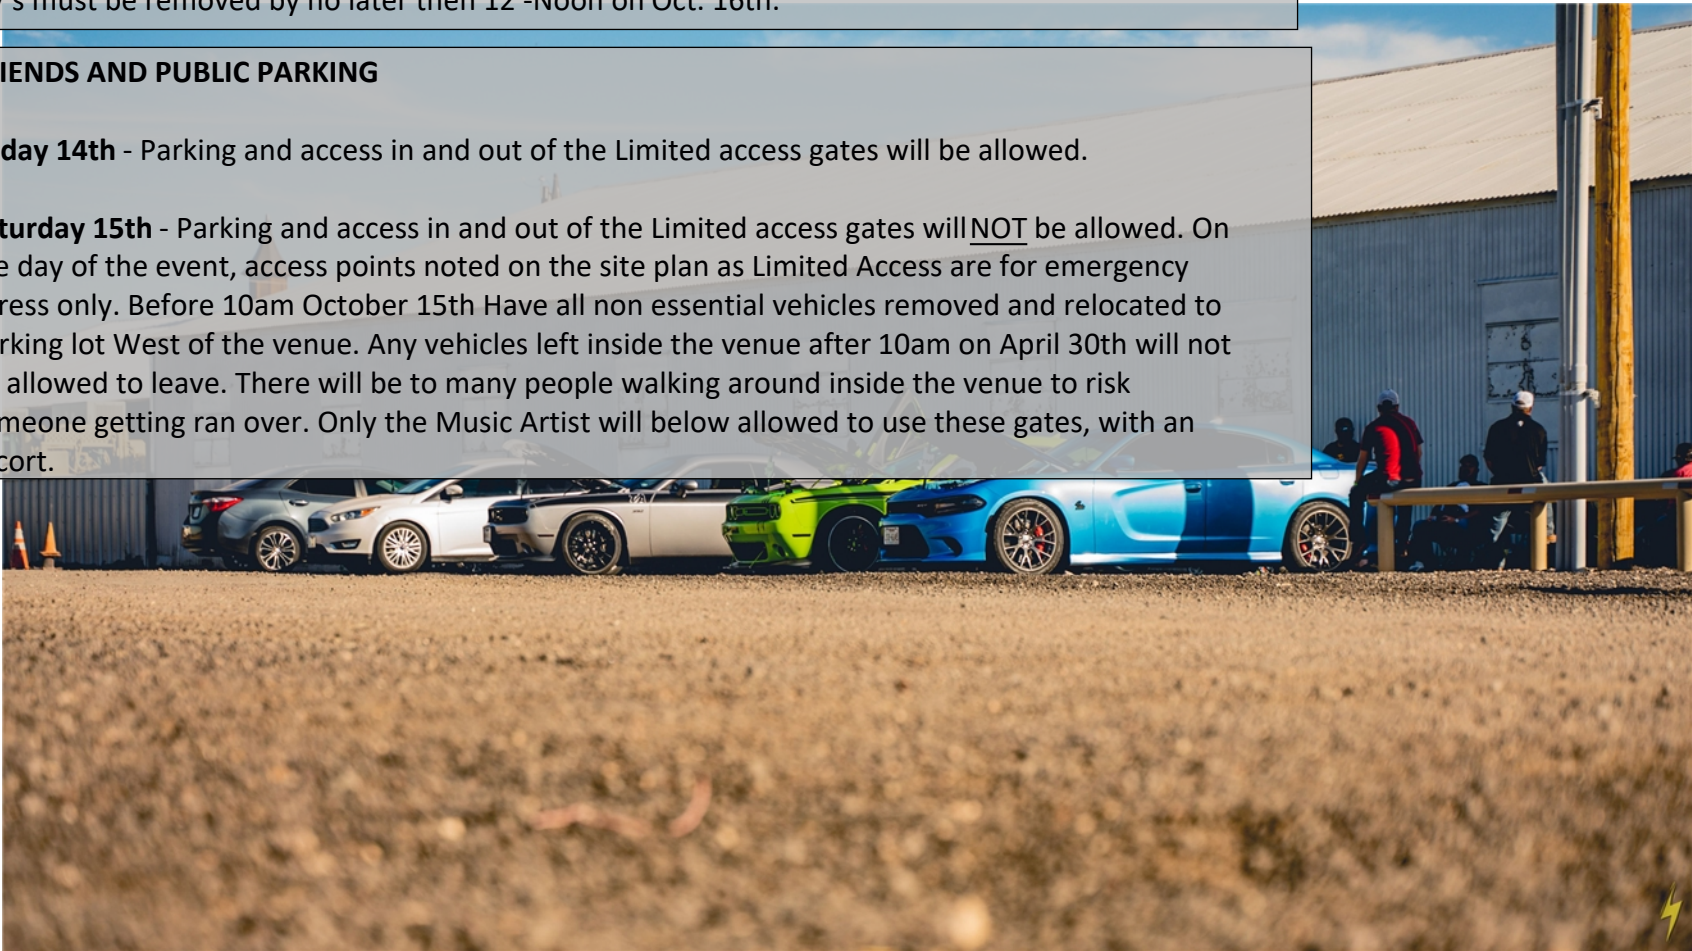 's must be removed by no later then 12 -Noon on Oct. 16th.
IENDS AND PUBLIC PARKING
day 14th - Parking and access in and out of the Limited access gates will be allowed.
turday 15th - Parking and access in and out of the Limited access gates will NOT be allowed. On
e day of the event, access points noted on the site plan as Limited Access are for emergency
ress only. Before 10am October 15th Have all non essential vehicles removed and relocated to
rking lot West of the venue. Any vehicles left inside the venue after 10am on April 30th will not
allowed to leave. There will be to many people walking around inside the venue to risk
meone getting ran over. Only the Music Artist will below allowed to use these gates, with an
cort.